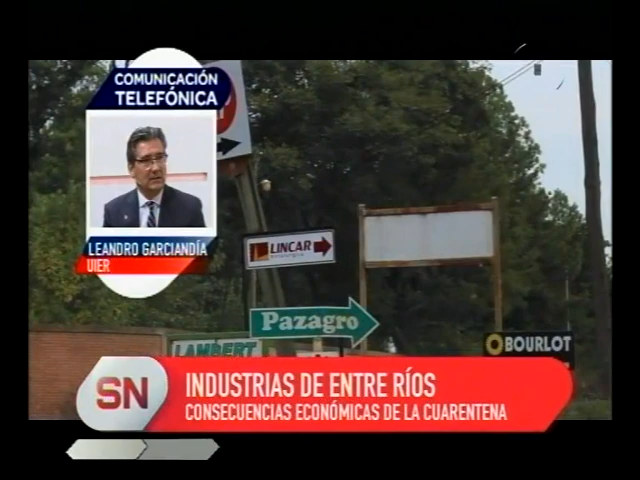 COMUNICACIÓN
TELEFÓNICA
LEANDRO GARCIANDÍA
UIER
LINCAR
Pazagro
LAMBERT
BOURLOT
SN
INDUSTRIAS DE ENTRE RÍOS
CONSECUENCIAS ECONÓMICAS DE LA CUARENTENA